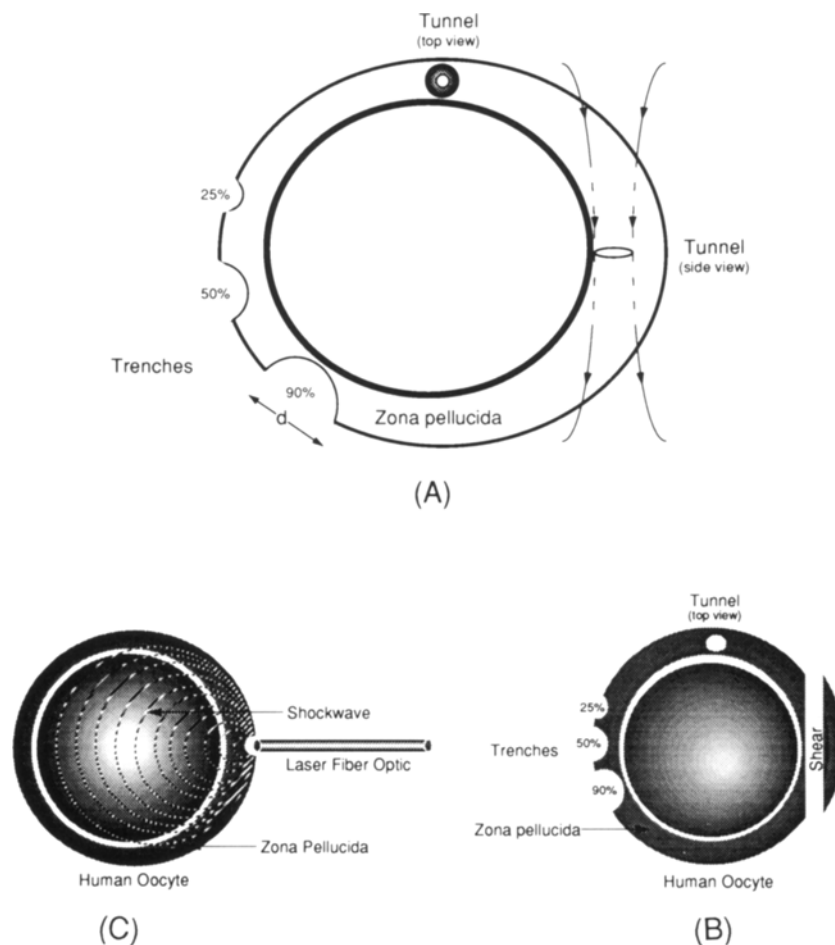 Tunnel
(top view)
25%
50%
Tunnel
(side view)
Trenches
90%
d
Zona pellucida
(A)
Shockwave
Laser Fiber Optic
Zona Pellucida
Human Oocyte
(C)
Tunnel
(top view)
25%
Trenches
50%
Shear
90%
Zona pellucida
Human Oocyte
(B)